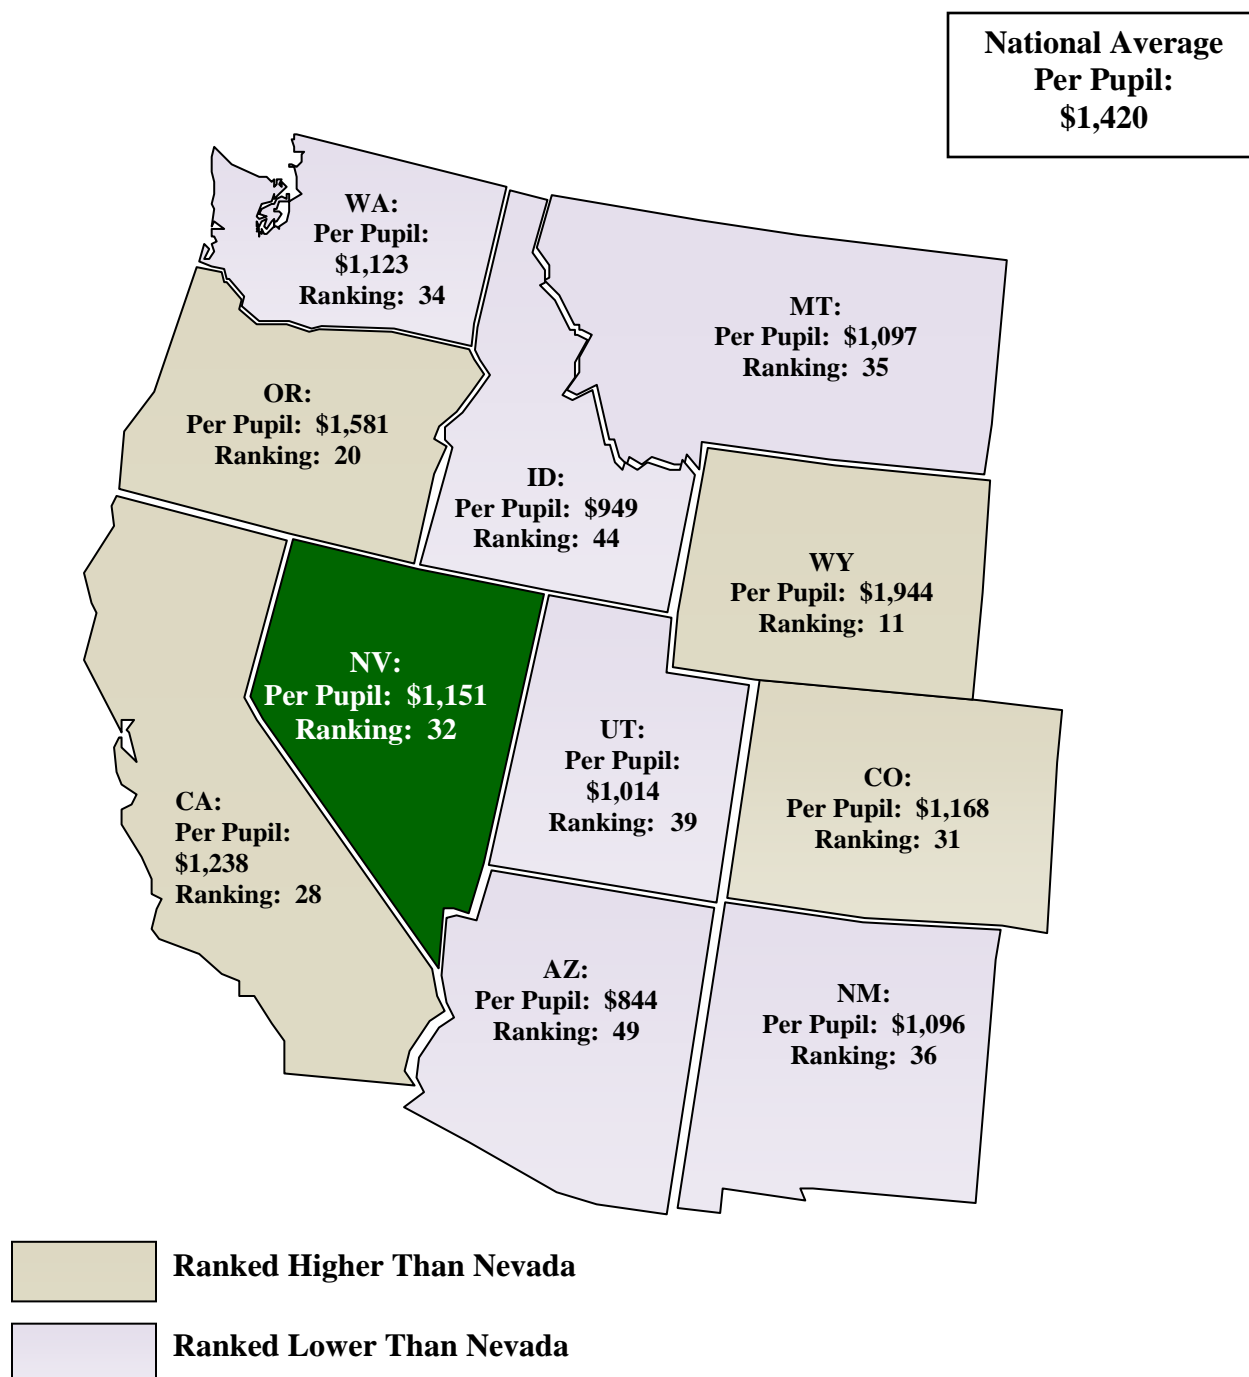 National Average
Per Pupil:
$1,420
WA:
Per Pupil:
$1,123
Ranking: 34
MT:
Per Pupil: $1,097
Ranking: 35
OR:
Per Pupil: $1,581
Ranking: 20
ID:
Per Pupil: $949
Ranking: 44
WY
Per Pupil: $1,944
Ranking: 11
NV:
Per Pupil: $1,151
Ranking: 32
UT:
Per Pupil:
$1,014
Ranking: 39
CO:
Per Pupil: $1,168
Ranking: 31
CA:
Per Pupil:
$1,238
Ranking: 28
AZ:
Per Pupil: $844
Ranking: 49
NM:
Per Pupil: $1,096
Ranking: 36
Ranked Higher Than Nevada
Ranked Lower Than Nevada